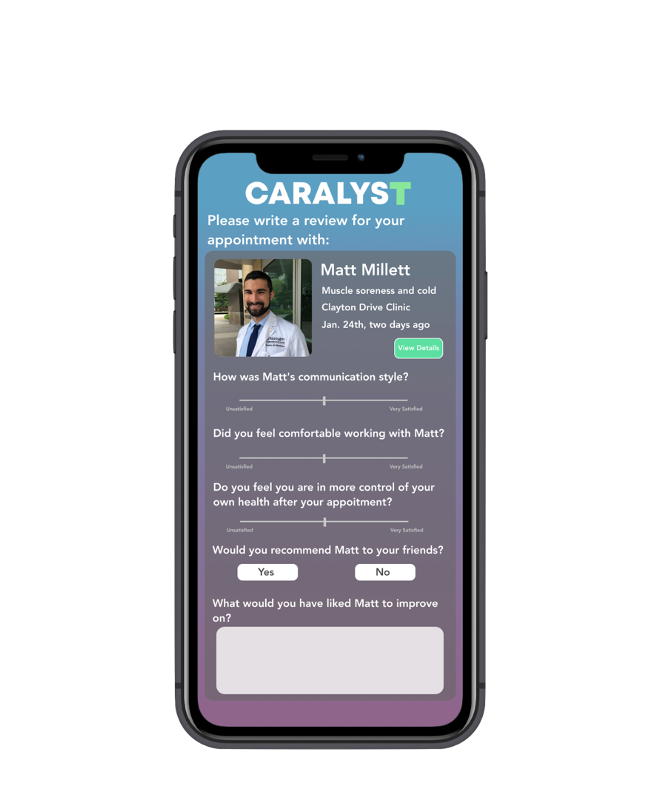 CARALYST
Please write a review for your
appointment with:
Matt Millett
Muscle soreness and cold
Clayton Drive Clinic
Jan. 24th, two days ago
View Details
How was Matt's communication style?
Unsatisfied Very Satisfied
Did you feel comfortable working with Matt?
Unsatisfied Very Satisfied
Do you feel you are in more control of your
own health after your appoitment?
Unsatisfied Very Satisfied
Would you recommend Matt to your friends?
Yes No
What would you have liked Matt to improve
on?